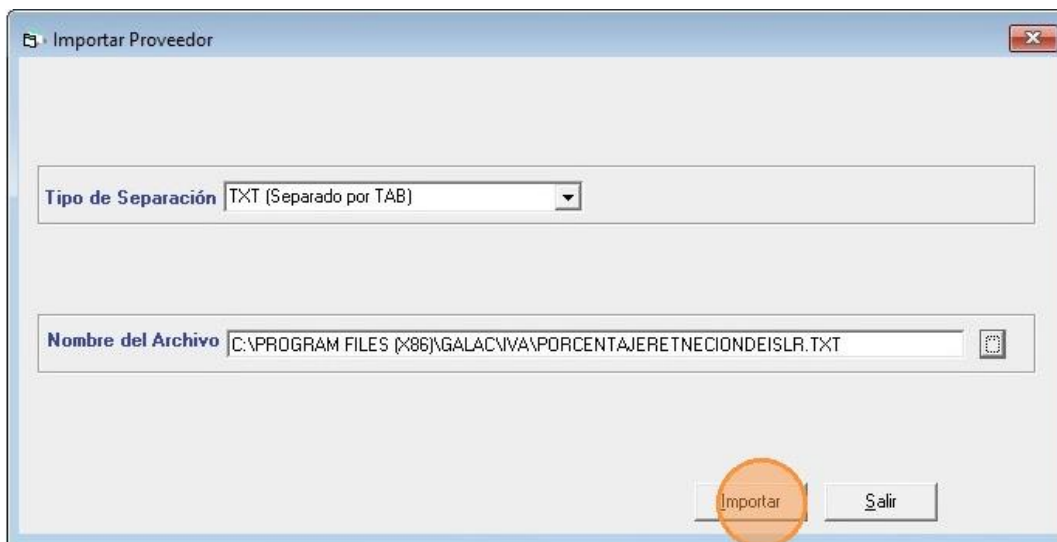 Importar Proveedor
Tipo de Separación TXT (Separado por TAB)
Nombre del Archivo C:\PROGRAM FILES (X86)\GALAC\IVA\PORCENTAJERETNECIONDEISLR.TXT
Importar Salir